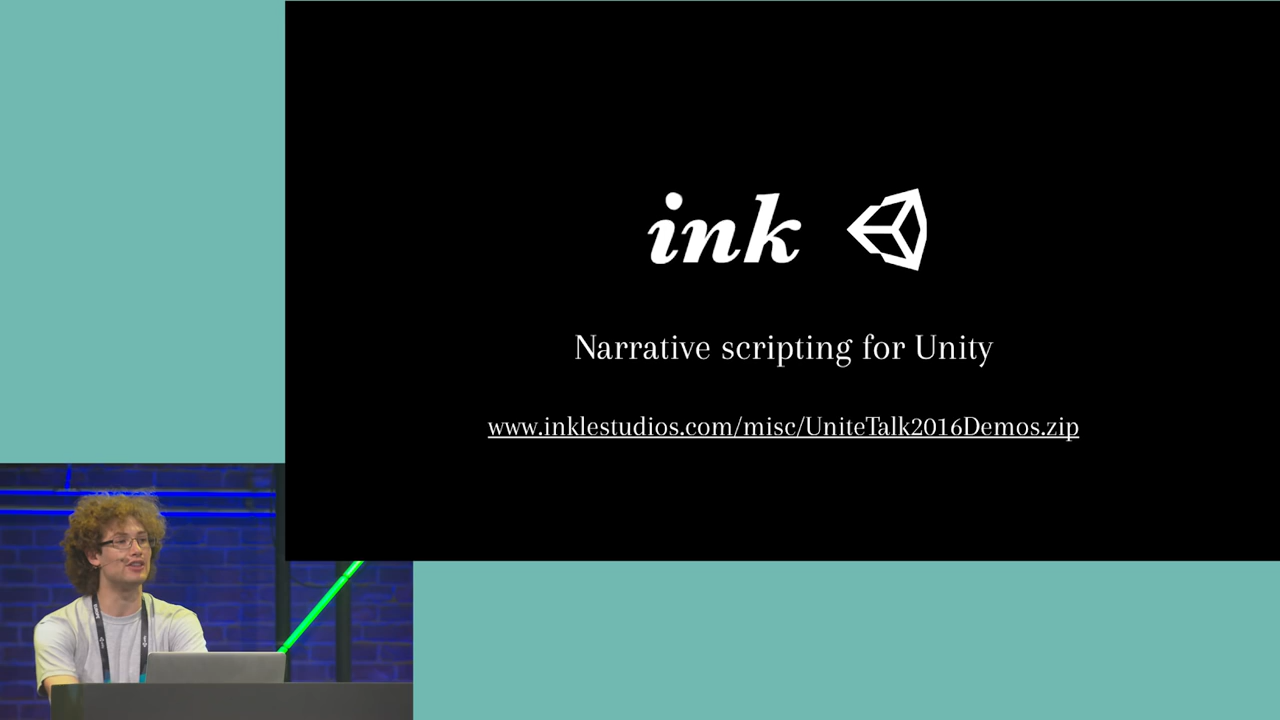 ink
Narrative scripting for Unity
www.inklestudios.com/misc/UniteTalk2016Demos.zip